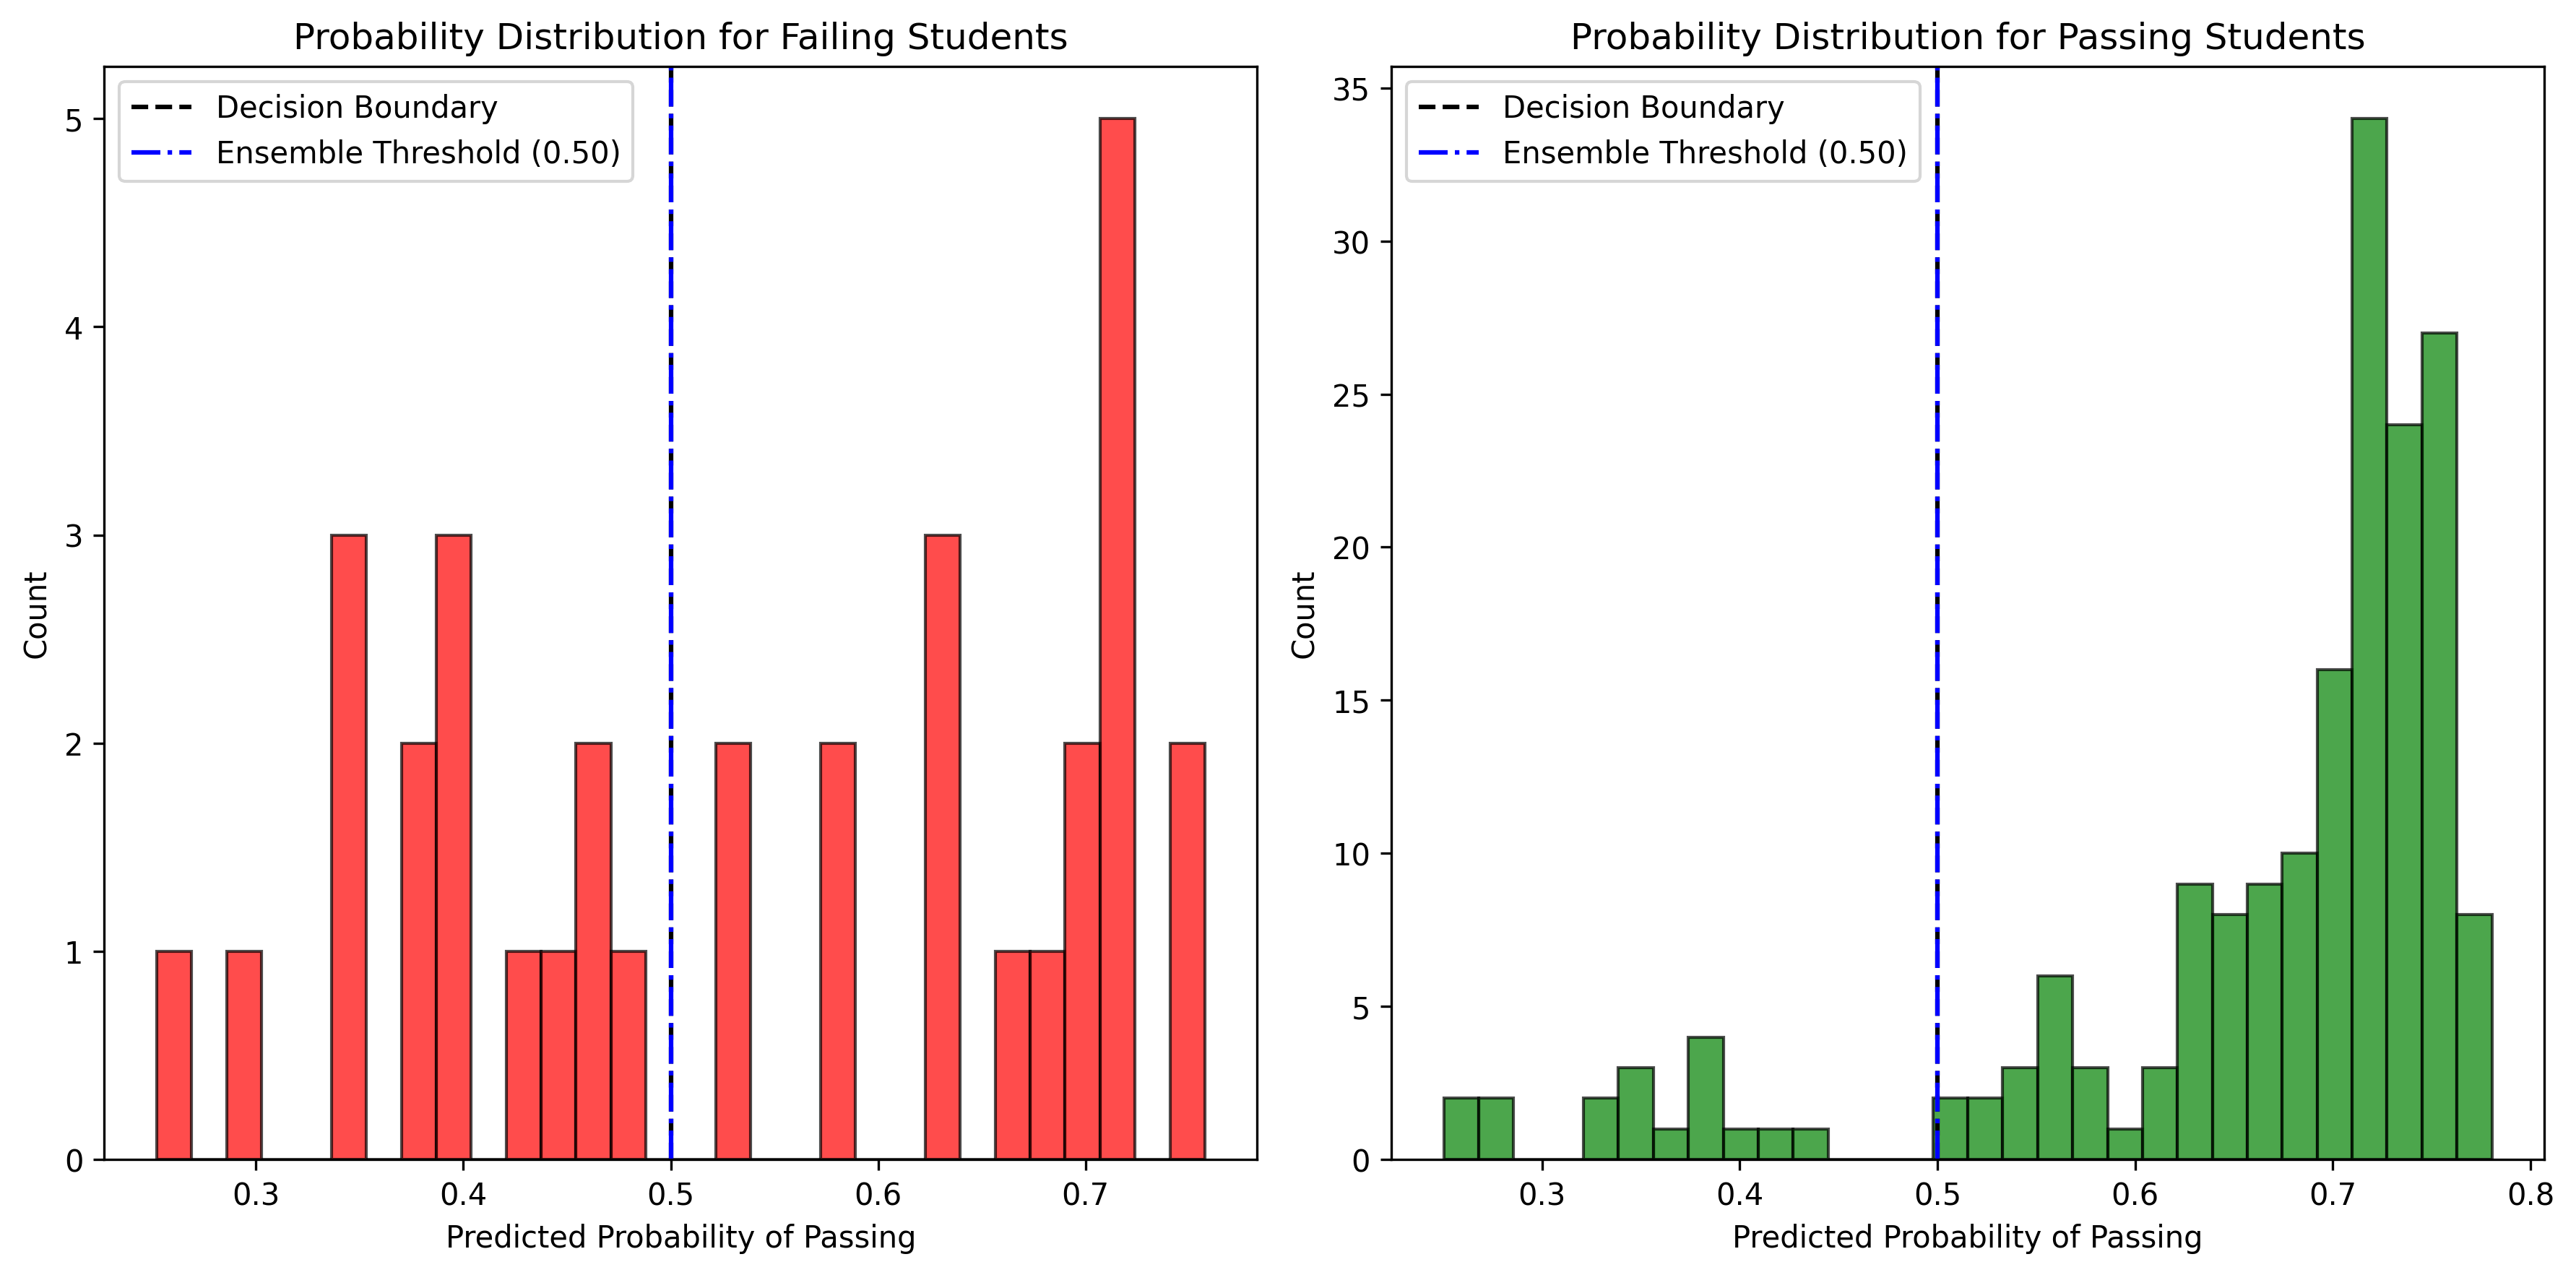 Probability Distribution for Failing Students
Decision Boundary
Ensemble Threshold (0.50)
5
4
3
2
1
0
Count
0.3 0.4 0.5 0.6 0.7
Predicted Probability of Passing
Probability Distribution for Passing Students
Decision Boundary
Ensemble Threshold (0.50)
35
30
25
20
15
10
5
0
Count
0.3 0.4 0.5 0.6 0.7 0.8
Predicted Probability of Passing